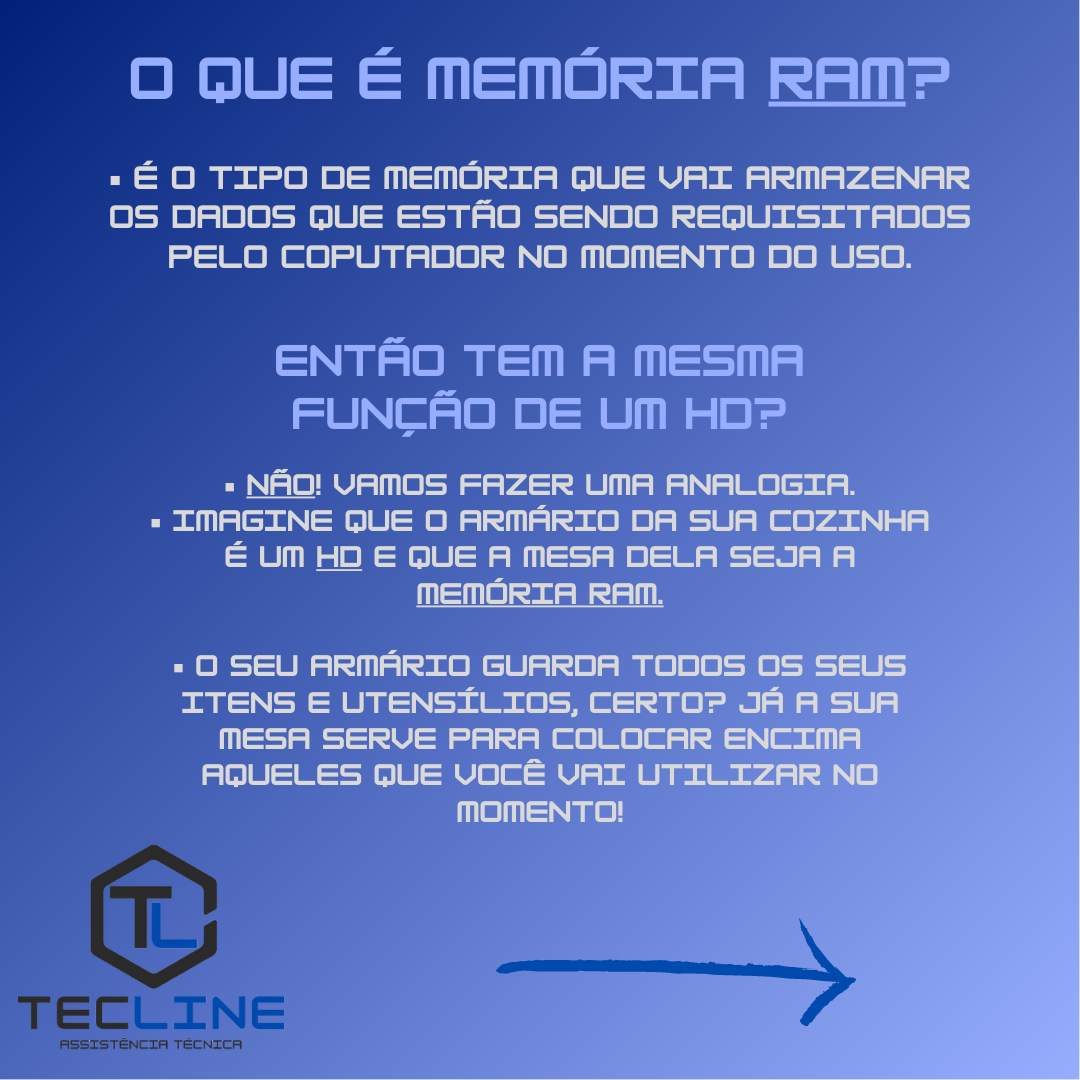 O QUE É MEMÓRIA RAM?
▪ É O TIPO DE MEMÓRIA QUE VAI ARMAZENAR
OS DADOS QUE ESTÃO SENDO REQUISITADOS
PELO COPUTADOR NO MOMENTO DO USO.
ENTÃO TEM A MESMA
FUNÇÃO DE UM HD?
▪ NÃO! VAMOS FAZER UMA ANALOGIA.
▪ IMAGINE QUE O ARMÁRIO DA SUA COZINHA
É UM HD E QUE A MESA DELA SEJA A
MEMÓRIA RAM.
▪ O SEU ARMÁRIO GUARDA TODOS OS SEUS
ITENS E UTENSÍLIOS, CERTO? JÁ A SUA
MESA SERVE PARA COLOCAR ENCIMA
AQUELES QUE VOCÊ VAI UTILIZAR NO
MOMENTO!
TL
TECLINE
ASSISTÊNCIA TÉCNICA